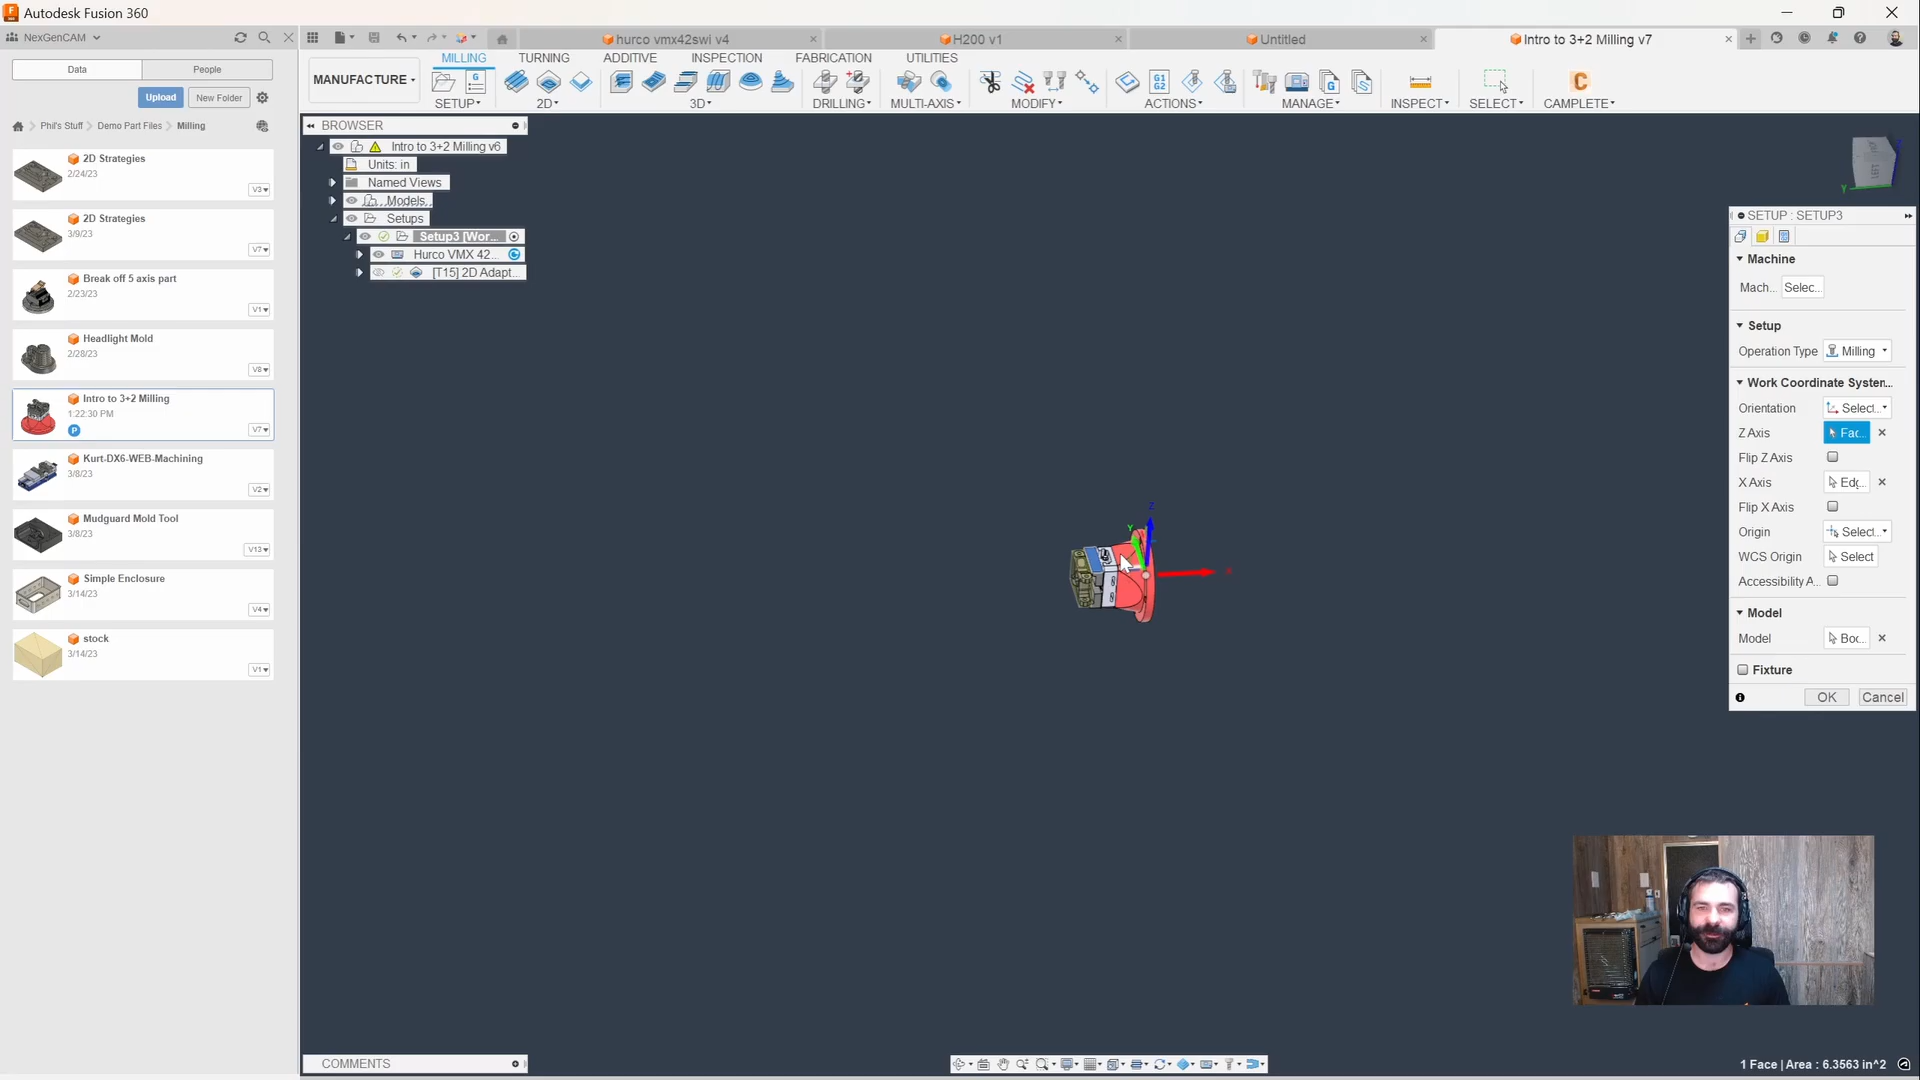 Autodesk Fusion 360
NexGenCAM
hurco vmx42swi v4
H200 v1
Untitled
Intro to 3+2 Milling v7
Data
People
Upload
New Folder
Phil's Stuff
Demo Part Files
Milling
2D Strategies
2/24/23
V3
2D Strategies
3/9/23
V7
Break off 5 axis part
2/23/23
V1
Headlight Mold
2/28/23
V8
Intro to 3+2 Milling
1:22:30 PM
P
V7
Kurt-DX6-WEB-Machining
3/8/23
V2
Mudguard Mold Tool
3/8/23
V13
Simple Enclosure
3/14/23
V4
stock
3/14/23
V1
MANUFACTURE
MILLING
TURNING
ADDITIVE
INSPECTION
FABRICATION
UTILITIES
SETUP
2D
3D
DRILLING
MULTI-AXIS
MODIFY
ACTIONS
MANAGE
INSPECT
SELECT
CAMPLETE
BROWSER
Intro to 3+2 Milling v6
Units: in
Named Views
Models
Setups
Setup3 [Wor...
Hurco VMX 42...
[T15] 2D Adapt...
Z
Y
Y
SETUP : SETUP3
Machine
Mach...
Selec...
Setup
Operation Type
Milling
Work Coordinate System...
Orientation
Select...
Z Axis
Fac...
Flip Z Axis
X Axis
Edg...
Flip X Axis
Origin
Select...
WCS Origin
Select
Accessibility A...
Model
Model
Boc...
Fixture
OK
Cancel
COMMENTS
1 Face | Area : 6.3563 in^2